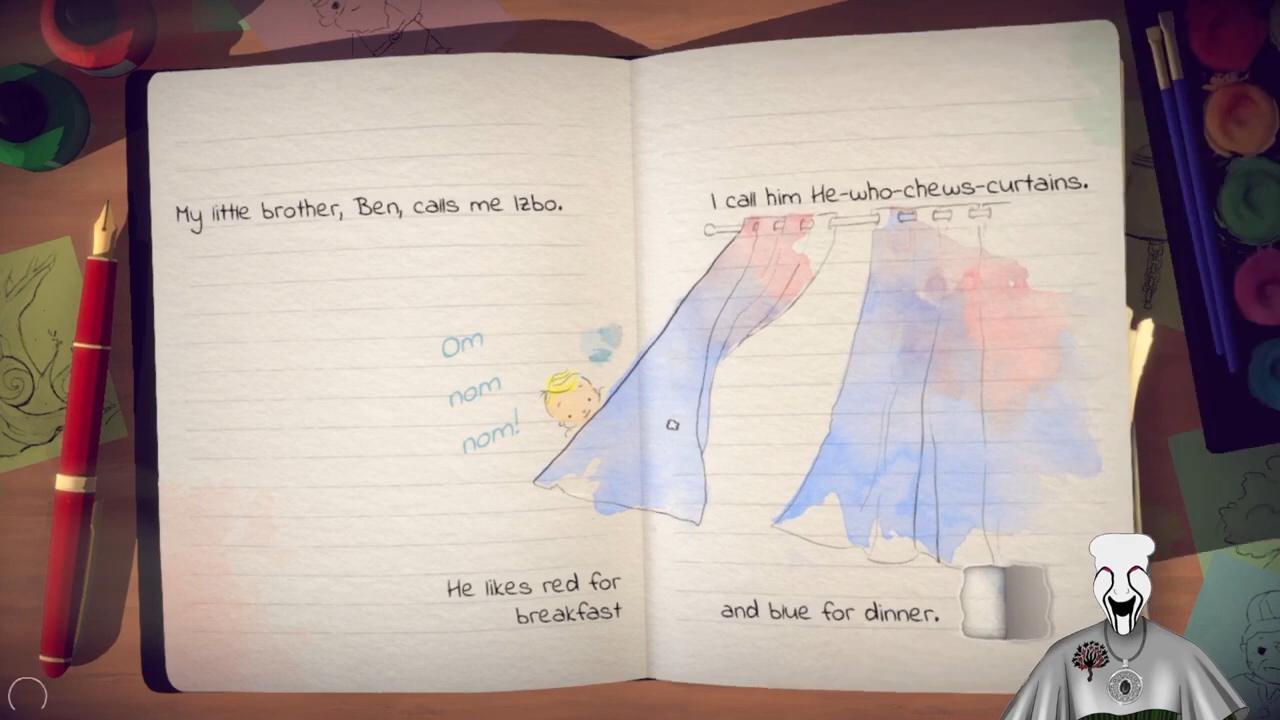 My little brother, Ben, calls me Izbo.
Om
nom
nom!
He likes red for
breakfast
I call him He-who-chews-curtains.
and blue for dinner.